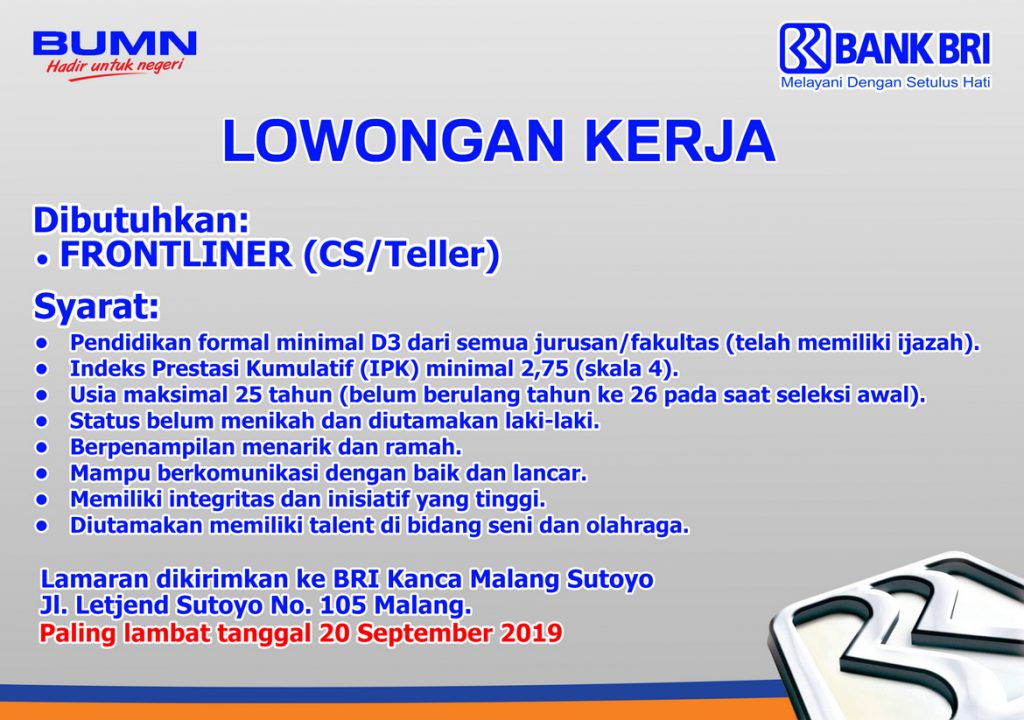 BUMN
Hadir untuk negeri
BANK BRI
Melayani Dengan Setulus Hati
LOWONGAN KERJA
Dibutuhkan:
• FRONTLINER (CS/Teller)
Syarat:
• Pendidikan formal minimal D3 dari semua jurusan/fakultas (telah memiliki ijazah).
• Indeks Prestasi Kumulatif (IPK) minimal 2,75 (skala 4).
• Usia maksimal 25 tahun (belum berulang tahun ke 26 pada saat seleksi awal).
• Status belum menikah dan diutamakan laki-laki.
• Berpenampilan menarik dan ramah.
• Mampu berkomunikasi dengan baik dan lancar.
• Memiliki integritas dan inisiatif yang tinggi.
• Diutamakan memiliki talent di bidang seni dan olahraga.
Lamaran dikirimkan ke BRI Kanca Malang Sutoyo
Jl. Letjend Sutoyo No. 105 Malang.
Paling lambat tanggal 20 September 2019